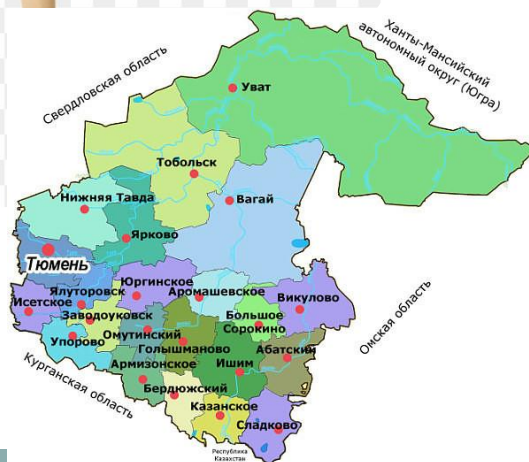 Свердловская область
Ханты-Мансийский
автономный округ (Югра)
Уват
Тобольск
Вагай
Нижняя Тавда
Ярково
Тюмень
Ялуторовск
Юргинское
Аромашевское
Исетское
Заводоуковск
Большое
Сорокино
Викулово
Омутинский
Упорово
Голышманово
Абатский
Армизонское
Ишим
Бердюжский
Казанское
Сладково
Омская область
Курганская область
Республика
Казахстан